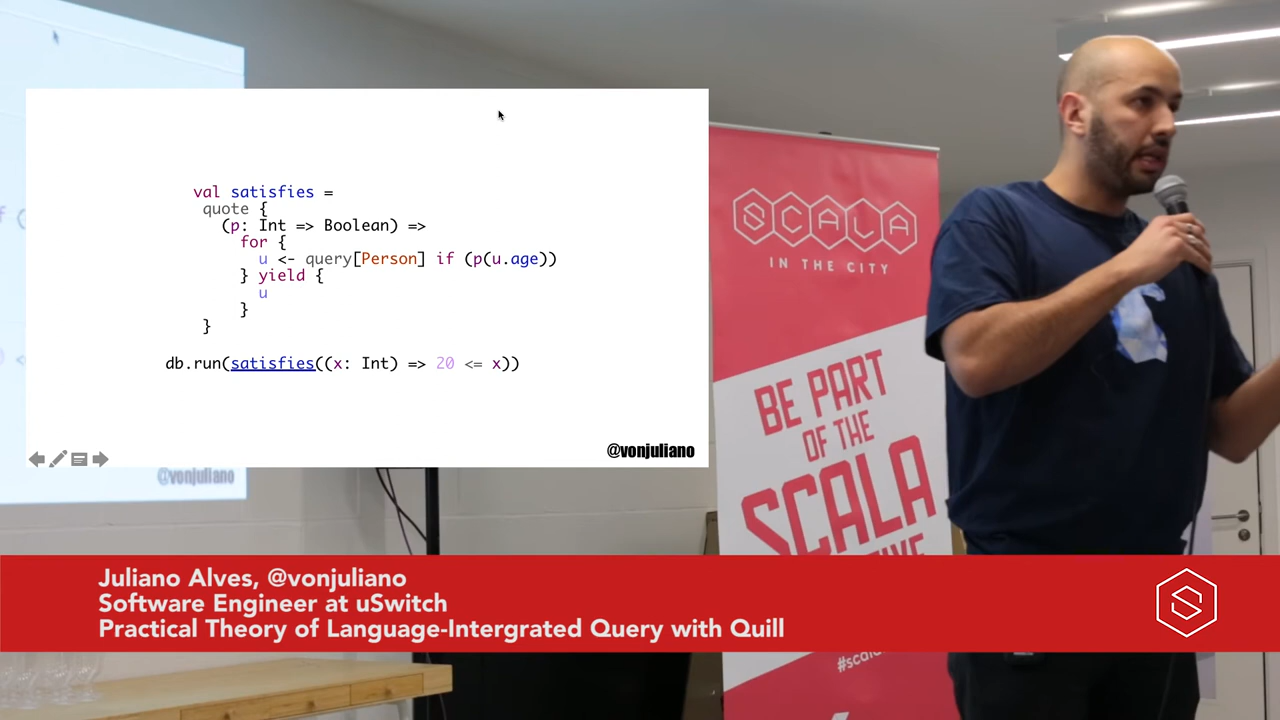 val satisfies =
quote {
(p: Int => Boolean) =>
for {
u <- query[Person] if (p(u.age))
} yield {
u
}
}
db.run(satisfies((x: Int) => 20 <= x))
@vonjuliano
@vonjuliano
SCALA
IN THE CITY
BE PART
OF THE
SCALA
Juliano Alves, @vonjuliano
Software Engineer at uSwitch
Practical Theory of Language-Intergrated Query with Quill